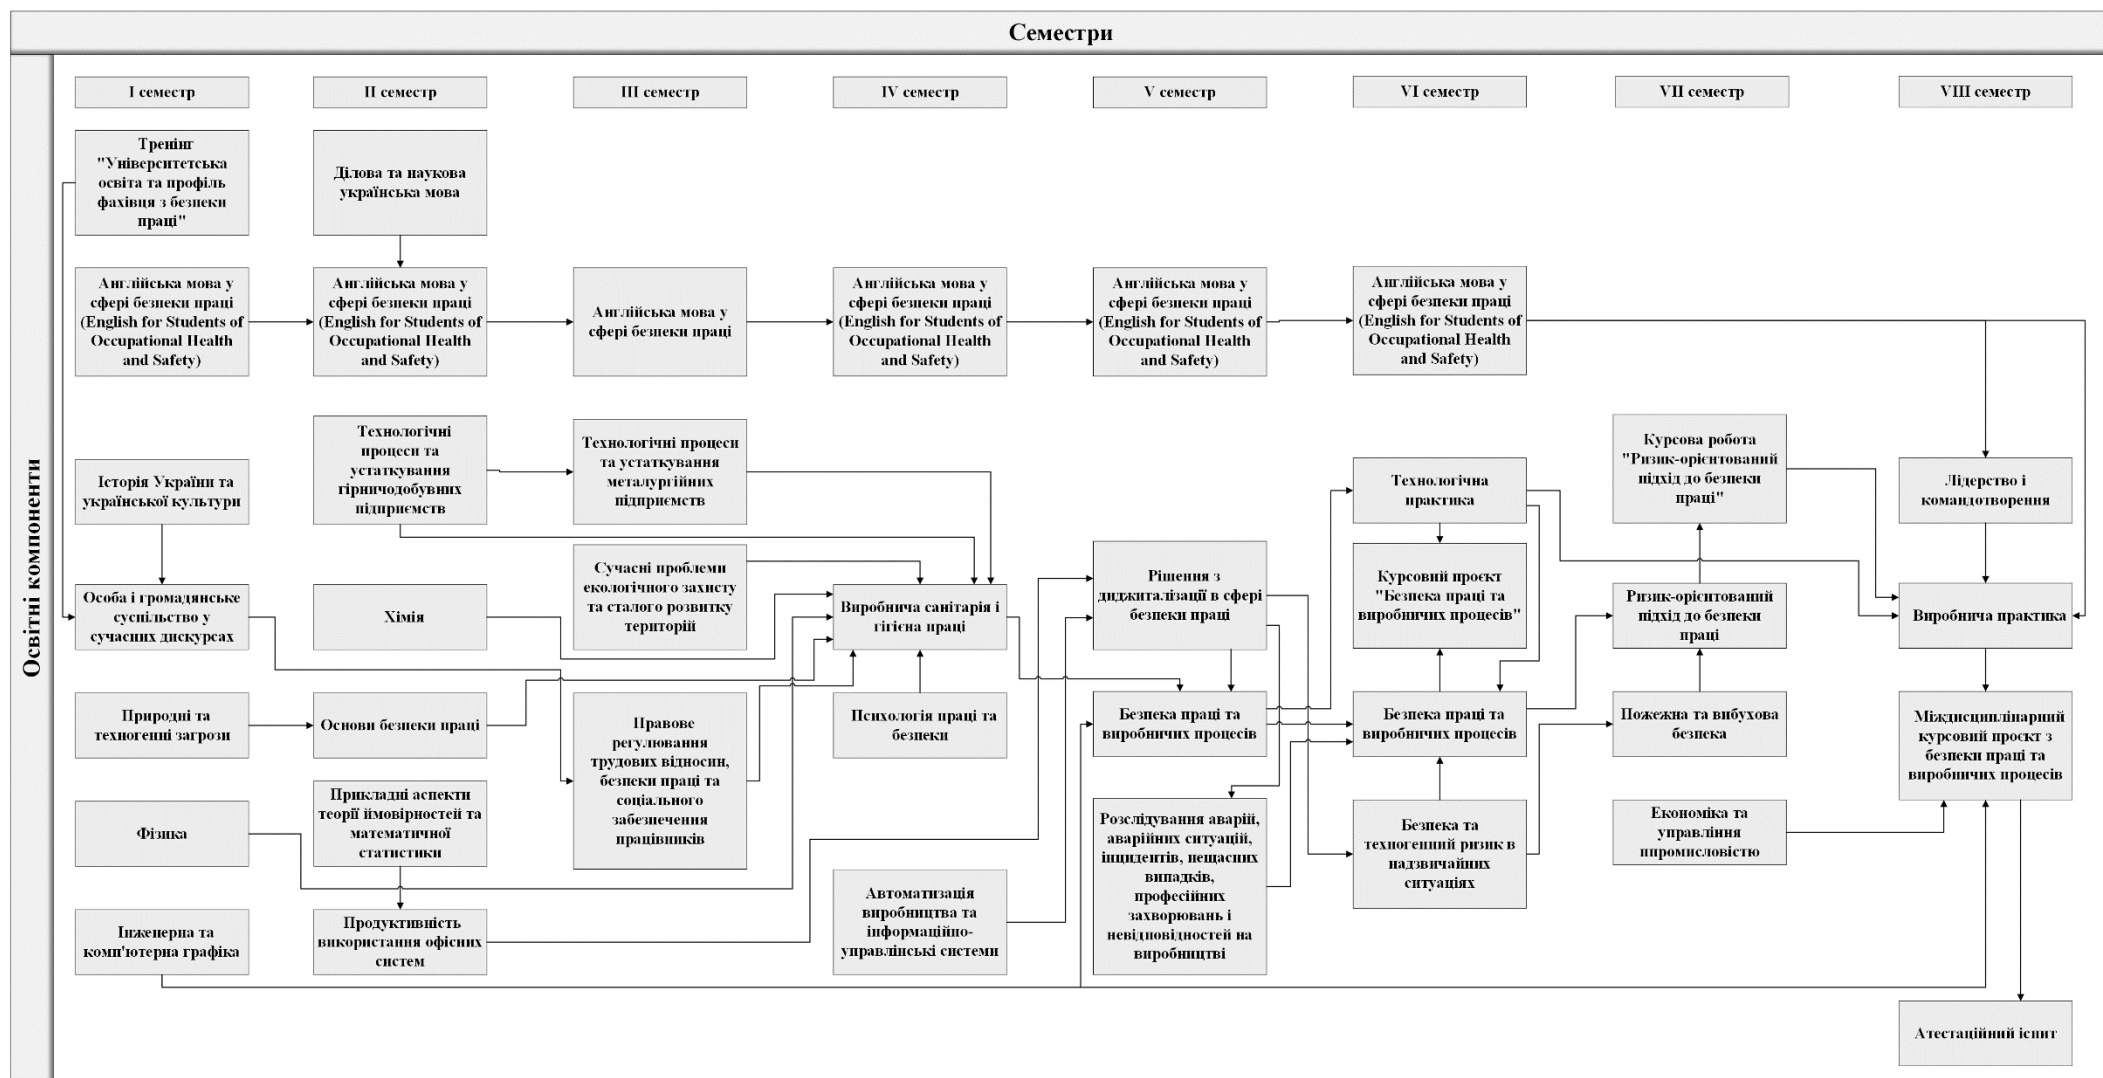 Семестри
Освітні компоненти
I семестр
II семестр
III семестр
IV семестр
V семестр
VI семестр
VII семестр
VIII семестр
Тренінг
"Університетська
освіта та профіль
фахівця з безпеки
праці"
Ділова та наукова
українська мова
Англійська мова у
сфері безпеки праці
(English for Students of
Occupational Health
and Safety)
Англійська мова у
сфері безпеки праці
(English for Students of
Occupational Health
and Safety)
Англійська мова у
сфері безпеки праці
Англійська мова у
сфері безпеки праці
(English for Students of
Occupational Health
and Safety)
Англійська мова у
сфері безпеки праці
(English for Students of
Occupational Health
and Safety)
Англійська мова у
сфері безпеки праці
(English for Students of
Occupational Health
and Safety)
Історія України та
української культури
Технологічні
процеси та
устаткування
гірничодобувних
підприємств
Технологічні процеси
та устаткування
металургійних
підприємств
Технологічна
практика
Курсова робота
"Ризик-орієнтований
підхід до безпеки
праці"
Лідерство і
командотворення
Особа і громадянське
суспільство у
сучасних дискурсах
Хімія
Сучасні проблеми
екологічного захисту
та сталого розвитку
територій
Виробнича санітарія і
гігієна праці
Рішення з
диджиталізації в сфері
безпеки праці
Курсовий проєкт
"Безпека праці та
виробничих процесів"
Ризик-орієнтований
підхід до безпеки
праці
Виробнича практика
Природні та
техногенні загрози
Основи безпеки праці
Правове
регулювання
трудових відносин,
безпеки праці та
соціального
забезпечення
працівників
Психологія праці та
безпеки
Безпека праці та
виробничих процесів
Безпека праці та
виробничих процесів
Пожежна та вибухова
безпека
Міждисциплінарний
курсовий проєкт з
безпеки праці та
виробничих процесів
Фізика
Прикладні аспекти
теорії ймовірностей та
математичної
статистики
Розслідування аварій,
аварійних ситуацій,
інцидентів, нещасних
випадків,
професійних
захворювань і
невідповідностей на
виробництві
Безпека та
техногенний ризик в
надзвичайних
ситуаціях
Економіка та
управління
ппромисловістю
Інженерна та
комп'ютерна графіка
Продуктивність
використання офісних
систем
Автоматизація
виробництва та
інформаційно-
управлінські системи
Атестаційний іспит